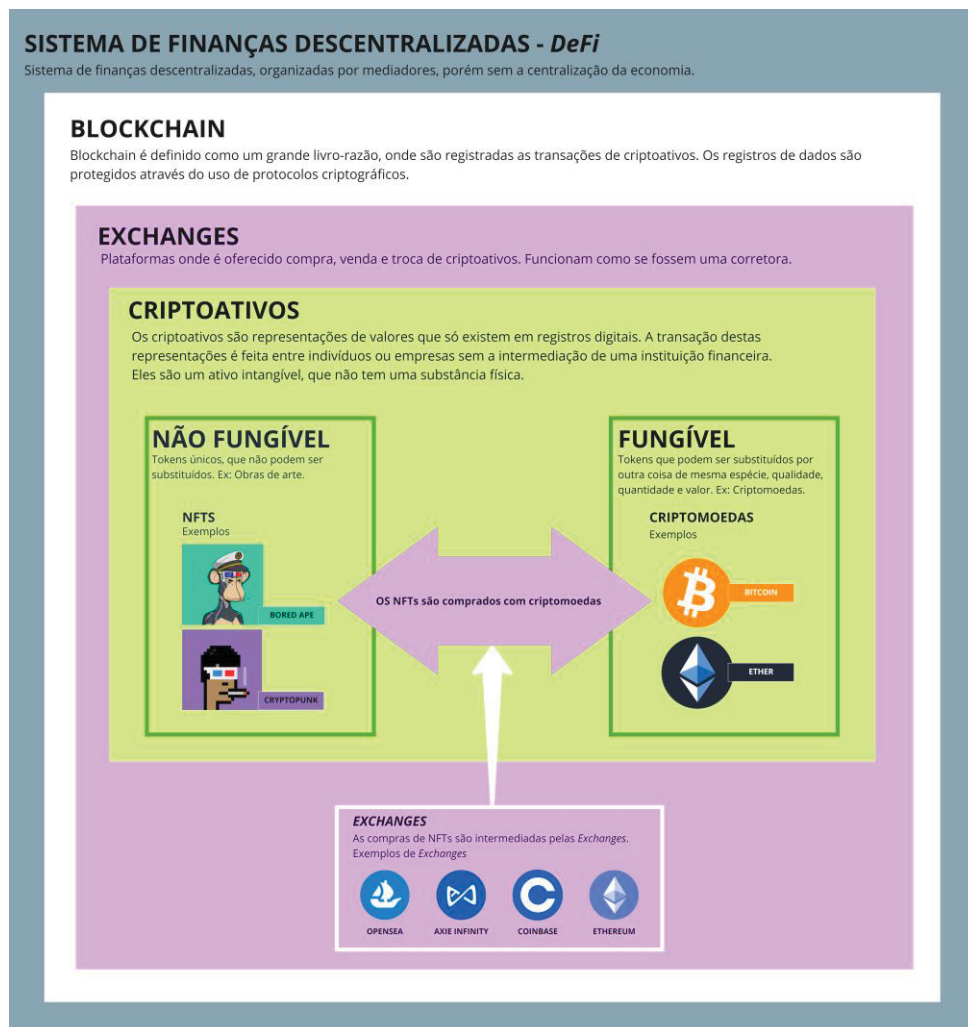 SISTEMA DE FINANÇAS DESCENTRALIZADAS - DeFi
Sistema de finanças descentralizadas, organizadas por mediadores, porém sem a centralização da economia.
BLOCKCHAIN
Blockchain é definido como um grande livro-razão, onde são registradas as transações de criptoativos. Os registros de dados são
protegidos através do uso de protocolos criptográficos.
EXCHANGES
Plataformas onde é oferecido compra, venda e troca de criptoativos. Funcionam como se fossem uma corretora.
CRIPTOATIVOS
Os criptoativos são representações de valores que só existem em registros digitais. A transação destas
representações é feita entre indivíduos ou empresas sem a intermediação de uma instituição financeira.
Eles são um ativo intangível, que não tem uma substância física.
NÃO FUNGÍVEL
Tokens únicos, que não podem ser
substituídos. Ex: Obras de arte.
NFTS
Exemplos
BORED APE
CRYPTOPUNK
OS NFTs são comprados com criptomoedas
FUNGÍVEL
Tokens que podem ser substituídos por
outra coisa de mesma espécie, qualidade,
quantidade e valor. Ex: Criptomoedas.
CRIPTOMOEDAS
Exemplos
BITCOIN
ETHER
EXCHANGES
As compras de NFTs são intermediadas pelas Exchanges.
Exemplos de Exchanges
OPENSEA
AXIE INFINITY
COINBASE
ETHEREUM